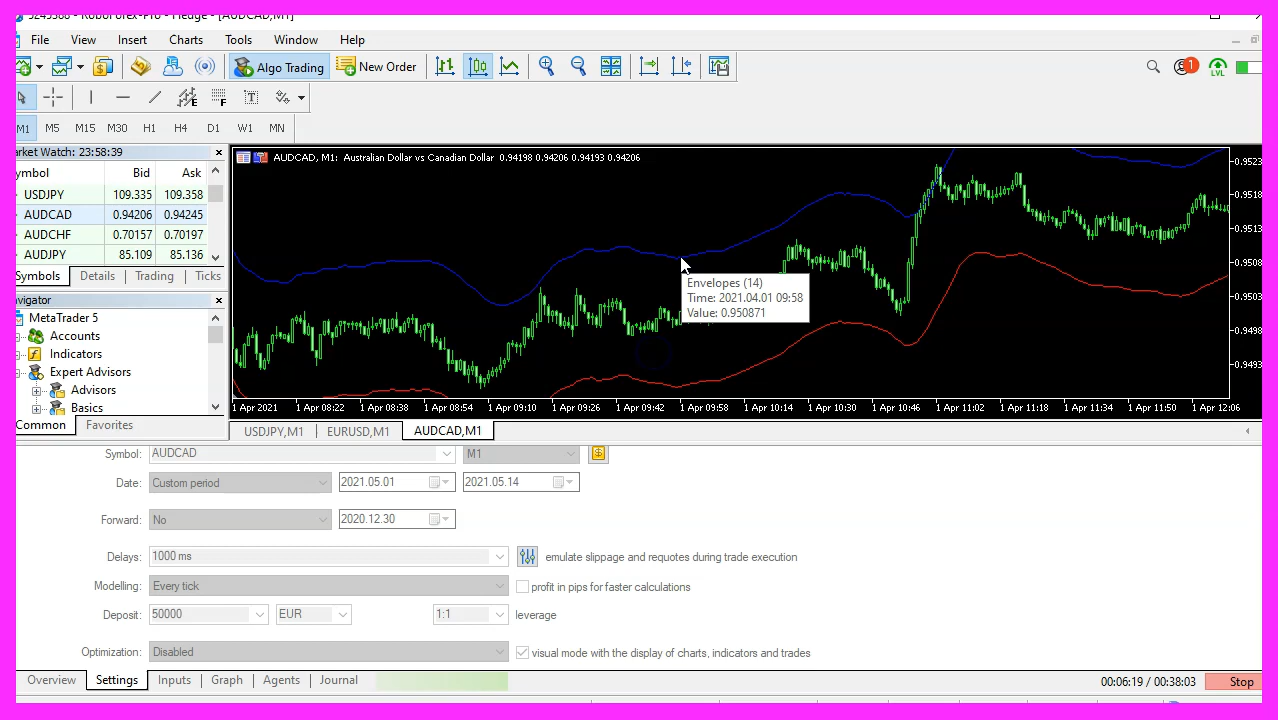 5245388 - RoboForex-Pro - Hedge - [AUDCAD,M1]
File View Insert Charts Tools Window Help
Algo Trading New Order 1 LVL
E F T
M1 M5 M15 M30 H1 H4 D1 W1 MN
arket Watch: 23:58:39
ymbol Bid Ask
USDJPY 109.335 109.358
AUDCAD 0.94206 0.94245
AUDCHF 0.70157 0.70197
AUDJPY 85.109 85.136
Symbols Details Trading Ticks
avigator
MetaTrader 5
Accounts
Indicators
Expert Advisors
Advisors
Basics
Common Favorites
AUDCAD, M1: Australian Dollar vs Canadian Dollar 0.94198 0.94206 0.94193 0.94206
Envelopes (14)
Time: 2021.04.01 09:58
Value: 0.950871
0.9523
0.9518
0.9513
0.9508
0.9503
0.9498
0.9493
1 Apr 2021 1 Apr 08:22 1 Apr 08:38 1 Apr 08:54 1 Apr 09:10 1 Apr 09:26 1 Apr 09:42 1 Apr 09:58 1 Apr 10:14 1 Apr 10:30 1 Apr 10:46 1 Apr 11:02 1 Apr 11:18 1 Apr 11:34 1 Apr 11:50 1 Apr 12:06
USDJPY,M1 EURUSD,M1 AUDCAD,M1
Symbol: AUDCAD M1
Date: Custom period 2021.05.01 2021.05.14
Forward: No 2020.12.30
Delays: 1000 ms emulate slippage and requotes during trade execution
Modelling: Every tick profit in pips for faster calculations
Deposit: 50000 EUR 1:1 leverage
Optimization: Disabled visual mode with the display of charts, indicators and trades
Overview Settings Inputs Graph Agents Journal 00:06:19 / 00:38:03 Stop